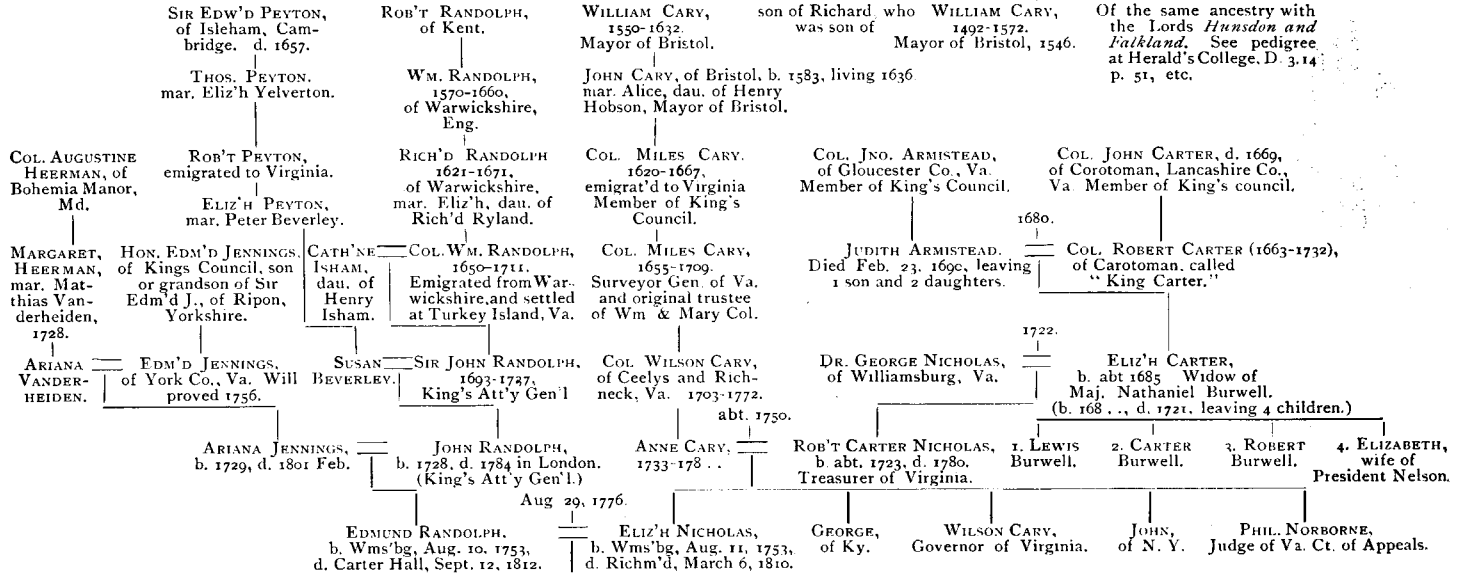 SIR EDW'D PEYTON,
of Isleham, Cam-
bridge. d. 1657.
ROB'T RANDOLPH,
of Kent.
WILLIAM CARY,
1550-1632.
Mayor of Bristol.
son of Richard who
was son of
WILLIAM CARY,
1492-1572.
Mayor of Bristol, 1546.
Of the same ancestry with
the Lords Hunsdon and
Falkland. See pedigree
at Herald's College, D. 3.14
p. 51, etc.
THOS. PEYTON.
mar. Eliz'h Yelverton.
WM. RANDOLPH,
1570-1660,
of Warwickshire,
Eng.
JOHN CARY, of Bristol, b. 1583, living 1636
mar. Alice, dau. of Henry
Hobson, Mayor of Bristol.
COL. AUGUSTINE
HEERMAN, of
Bohemia Manor,
Md.
ROB'T PEYTON,
emigrated to Virginia.
ELIZ'H PEYTON,
mar. Peter Beverley.
RICH'D RANDOLPH
1621-1671,
of Warwickshire,
mar. Eliz'h, dau. of
Rich'd Ryland.
COL. MILES CARY.
1620-1667,
emigrat'd to Virginia
Member of King's
Council.
COL. JNO. ARMISTEAD,
of Gloucester Co., Va.
Member of King's Council.
COL. JOHN CARTER, d. 1669,
of Corotoman, Lancashire Co.,
Va. Member of King's council.
1680.
MARGARET,
HEERMAN,
mar. Mat-
thias Van-
derheiden,
1728.
HON. EDM'D JENNINGS,
of Kings Council, son
or grandson of Sir
Edm'd J., of Ripon,
Yorkshire.
CATH'NE
ISHAM,
dau. of
Henry
Isham.
COL. WM. RANDOLPH,
1650-1711.
Emigrated from War-
wickshire, and settled
at Turkey Island, Va.
COL. MILES CARY,
1655-1709.
Surveyor Gen. of Va.
and original trustee
of Wm & Mary Col.
JUDITH ARMISTEAD.
Died Feb. 23, 1690, leaving
1 son and 2 daughters.
COL. ROBERT CARTER (1663-1732),
of Carotoman. called
"King Carter."
1722.
ARIANA
VANDER-
HEIDEN.
EDM'D JENNINGS,
of York Co., Va. Will
proved 1756.
SUSAN
BEVERLEY.
SIR JOHN RANDOLPH,
1693-1737,
King's Att'y Gen'l
COL WILSON CARY,
of Ceelys and Rich-
neck, Va. 1703-1772.
DR. GEORGE NICHOLAS,
of Williamsburg, Va.
ELIZ'H CARTER,
b. abt 1685 Widow of
Maj. Nathaniel Burwell.
(b. 168 . ., d. 1721, leaving 4 children.)
abt. 1750.
ARIANA JENNINGS,
b. 1729, d. 1801 Feb.
JOHN RANDOLPH,
b. 1728, d. 1784 in London.
(King's Att'y Gen'l.)
ANNE CARY,
1733-178 . .
ROB'T CARTER NICHOLAS,
b. abt. 1723, d. 1780.
Treasurer of Virginia.
1. LEWIS
Burwell.
2. CARTER
Burwell.
3. ROBERT
Burwell.
4. ELIZABETH,
wife of
President Nelson.
Aug 29, 1776.
EDMUND RANDOLPH,
b. Wms'bg, Aug. 10, 1753,
d. Carter Hall, Sept. 12, 1812.
ELIZ'H NICHOLAS,
b. Wms'bg, Aug. 11, 1753,
d. Richm'd, March 6, 1810.
GEORGE,
of Ky.
WILSON CARY,
Governor of Virginia.
JOHN,
of N. Y.
PHIL. NORBORNE,
Judge of Va. Ct. of Appeals.